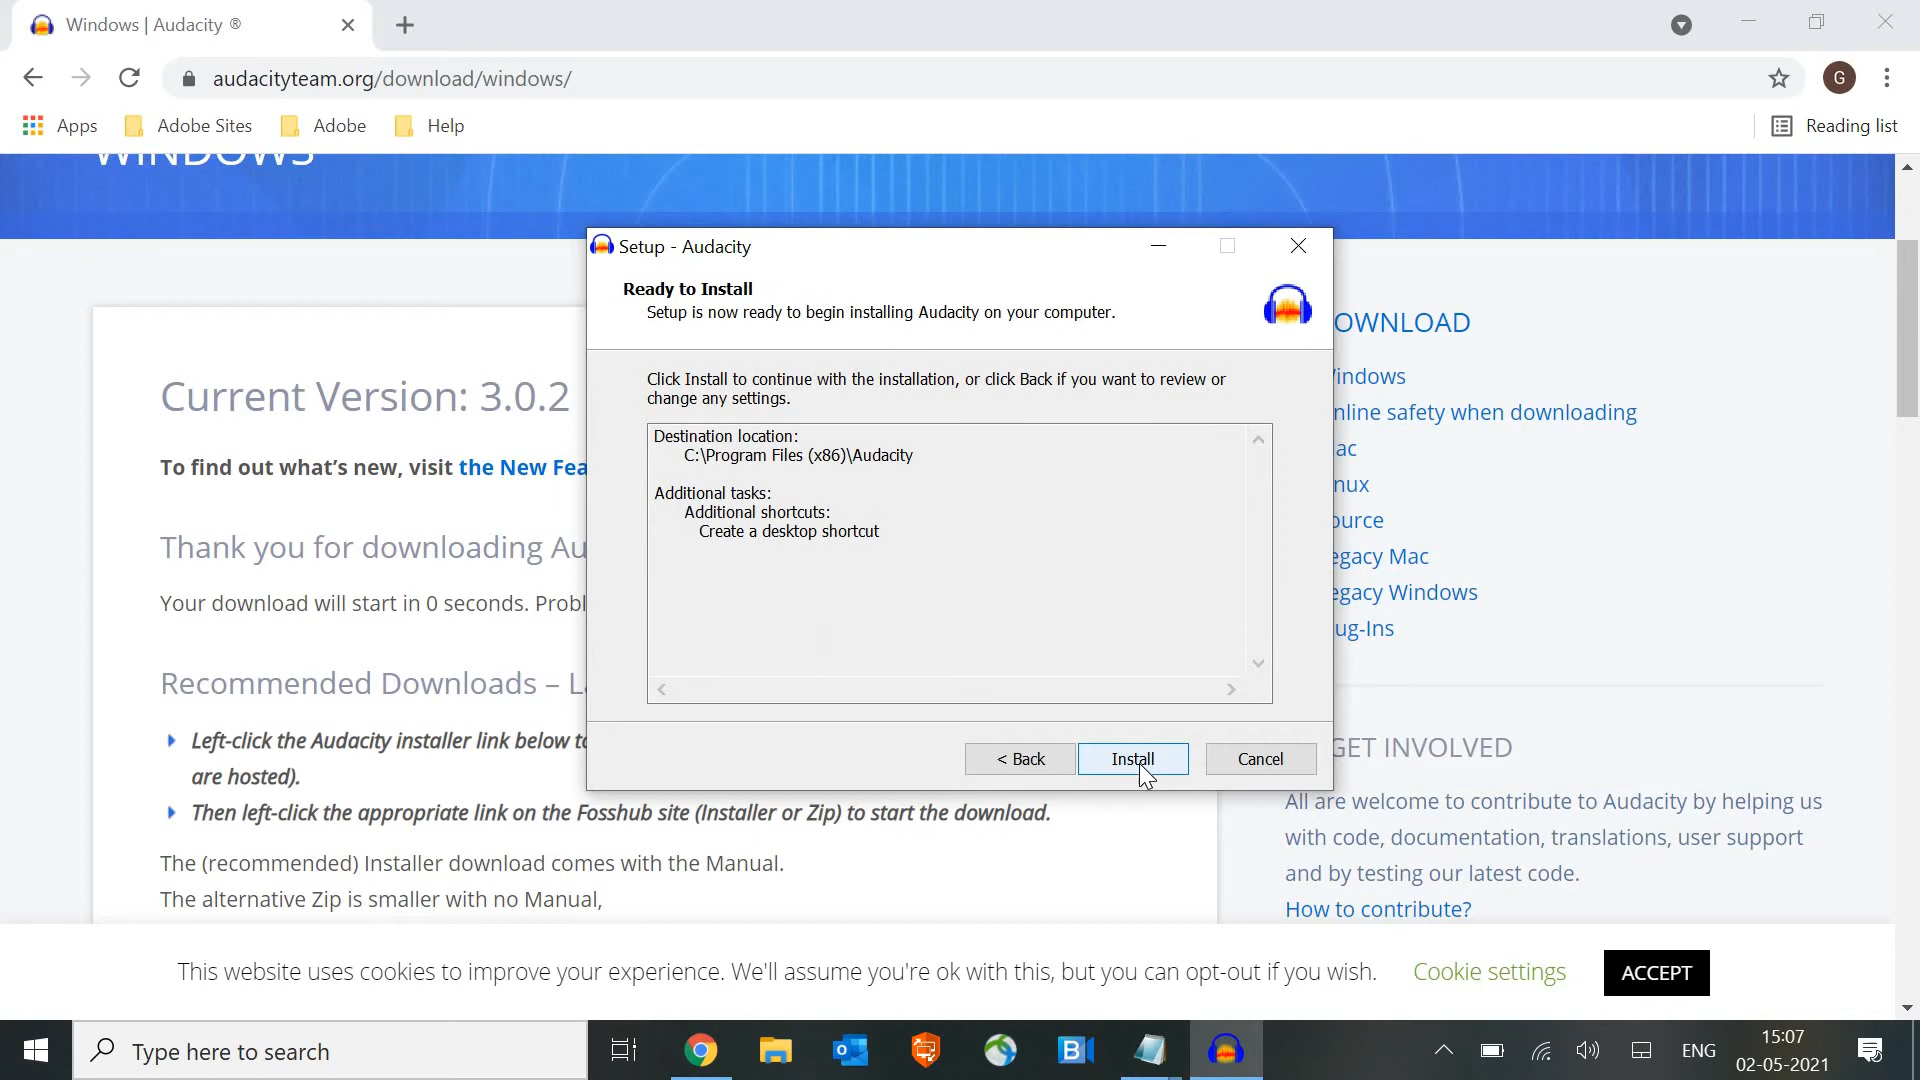 Windows | Audacity ®
audacityteam.org/download/windows/
G
Apps
Adobe Sites
Adobe
Help
Reading list
WINDOWS
Setup - Audacity
Ready to Install
Setup is now ready to begin installing Audacity on your computer.
Click Install to continue with the installation, or click Back if you want to review or
change any settings.
Destination location:
C:\Program Files (x86)\Audacity
Additional tasks:
Additional shortcuts:
Create a desktop shortcut
< Back
Install
Cancel
Current Version: 3.0.2
To find out what’s new, visit the New Fea
Thank you for downloading Au
Your download will start in 0 seconds. Probl
Recommended Downloads – La
Left-click the Audacity installer link below to
are hosted).
Then left-click the appropriate link on the Fosshub site (Installer or Zip) to start the download.
The (recommended) Installer download comes with the Manual.
The alternative Zip is smaller with no Manual,
OWNLOAD
indows
nline safety when downloading
ac
nux
ource
egacy Mac
egacy Windows
ug-Ins
GET INVOLVED
All are welcome to contribute to Audacity by helping us
with code, documentation, translations, user support
and by testing our latest code.
How to contribute?
This website uses cookies to improve your experience. We'll assume you're ok with this, but you can opt-out if you wish.
Cookie settings
ACCEPT
Type here to search
ENG
15:07
02-05-2021